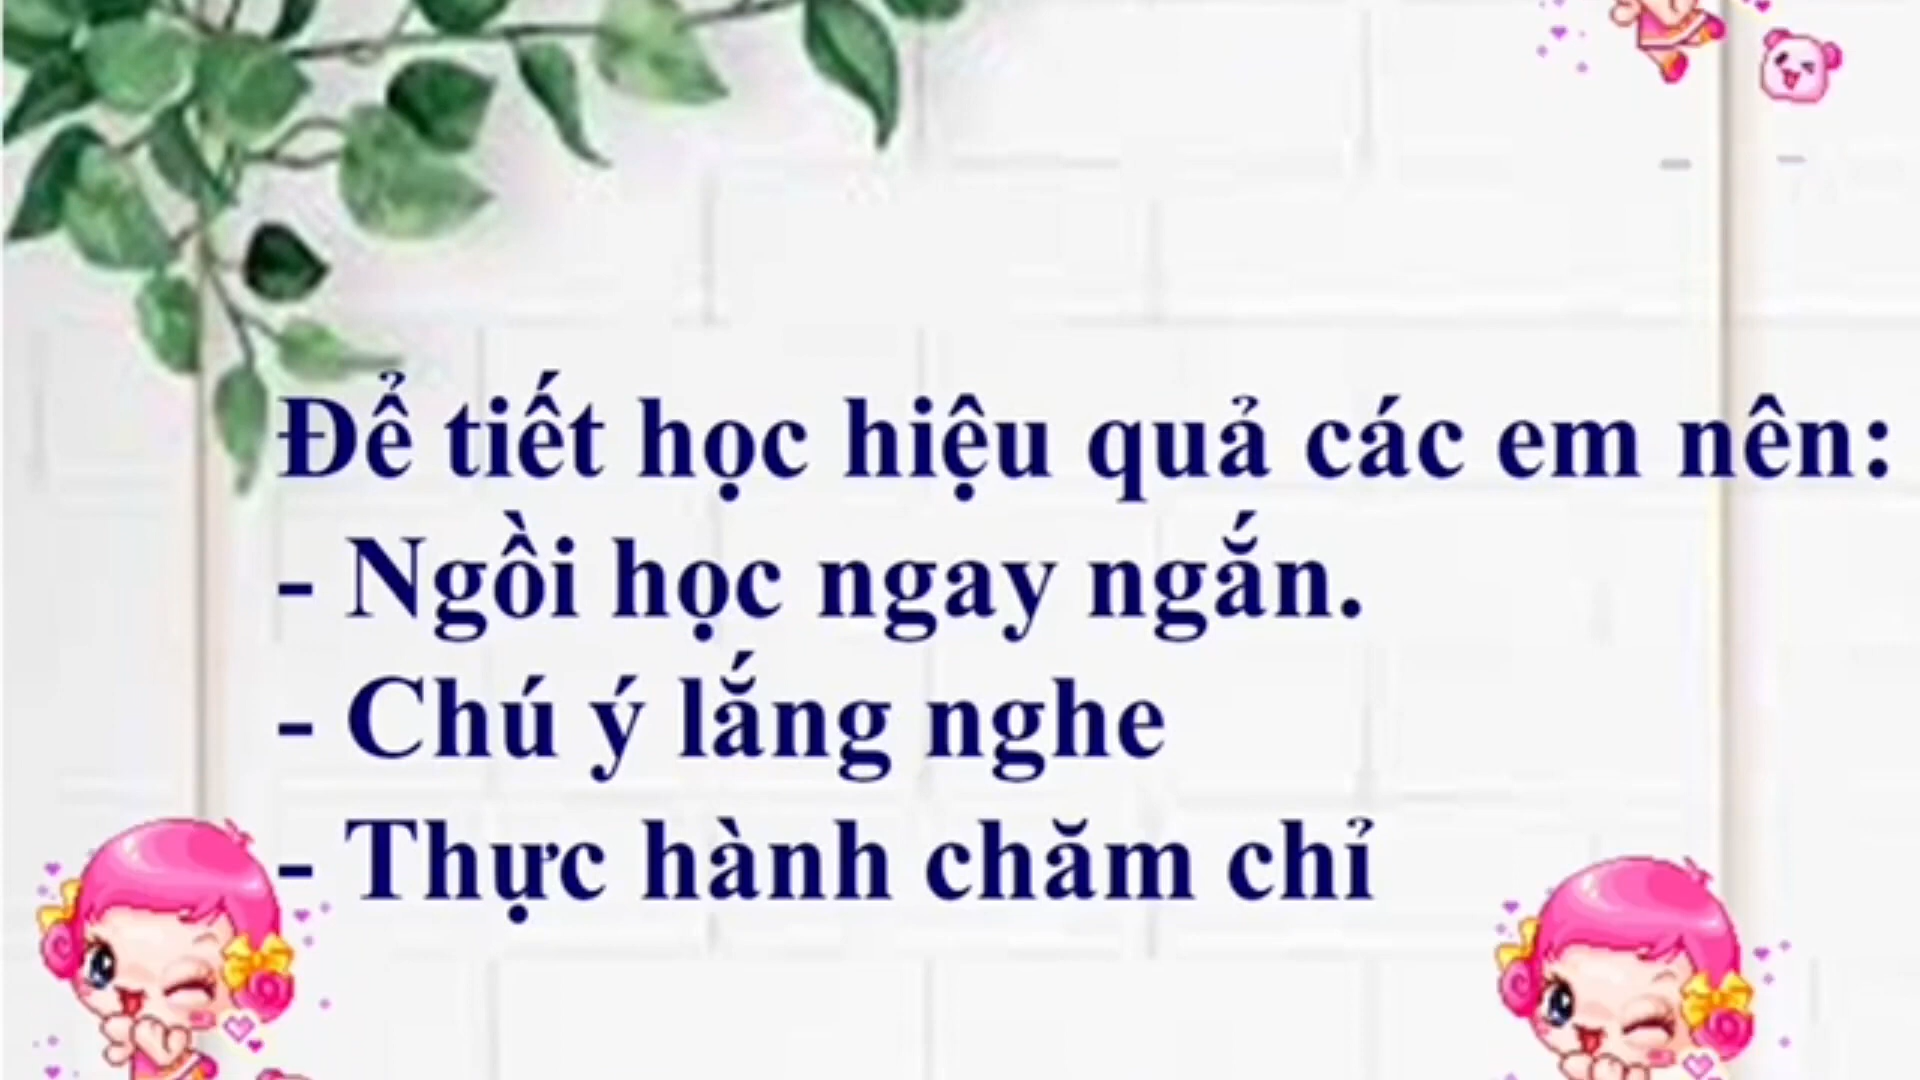 Để tiết học hiệu quả các em nên:
- Ngồi học ngay ngắn.
- Chú ý lắng nghe
- Thực hành chăm chỉ